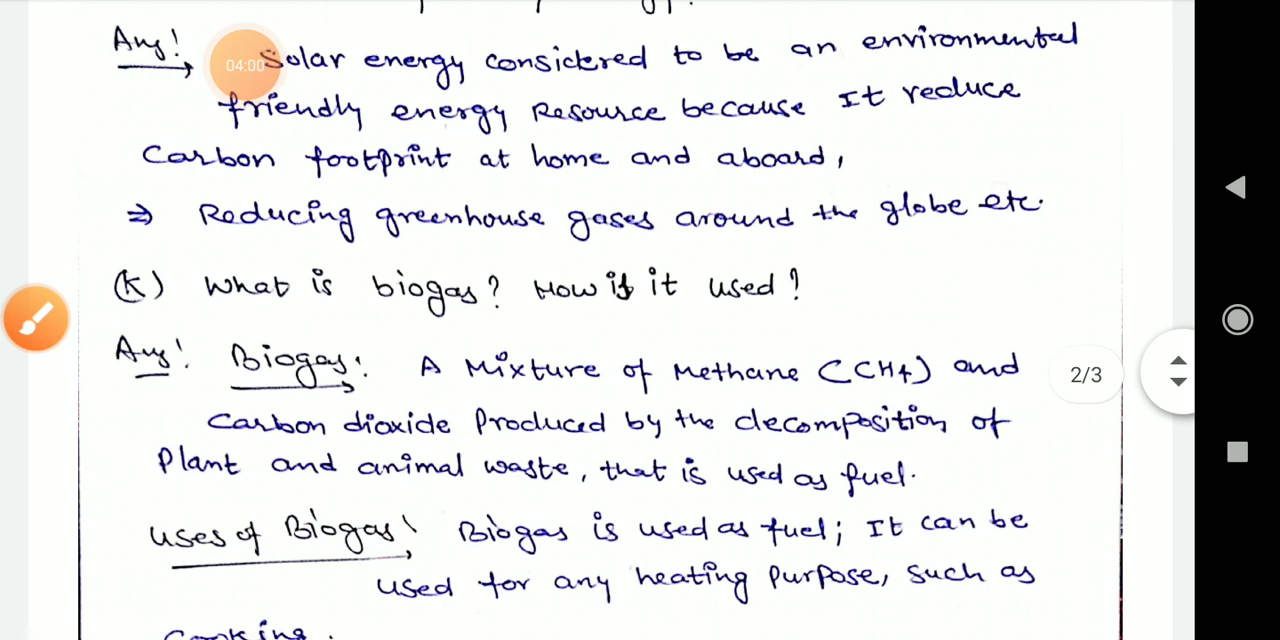 Ans!
04:00
Solar energy considered to be an environmental
friendly energy Resource because It reduce
Carbon footprint at home and aboard,
⇒ Reducing greenhouse gases around the globe etc.
(K) What is biogas? How is it used?
Ans! Biogas: A Mixture of Methane (CH4) and
Carbon dioxide Produced by the decomposition of
Plant and animal waste, that is used as fuel.
Uses of Biogas! Biogas is used as fuel; It can be
used for any heating Purpose, such as
Cooking.
2/3